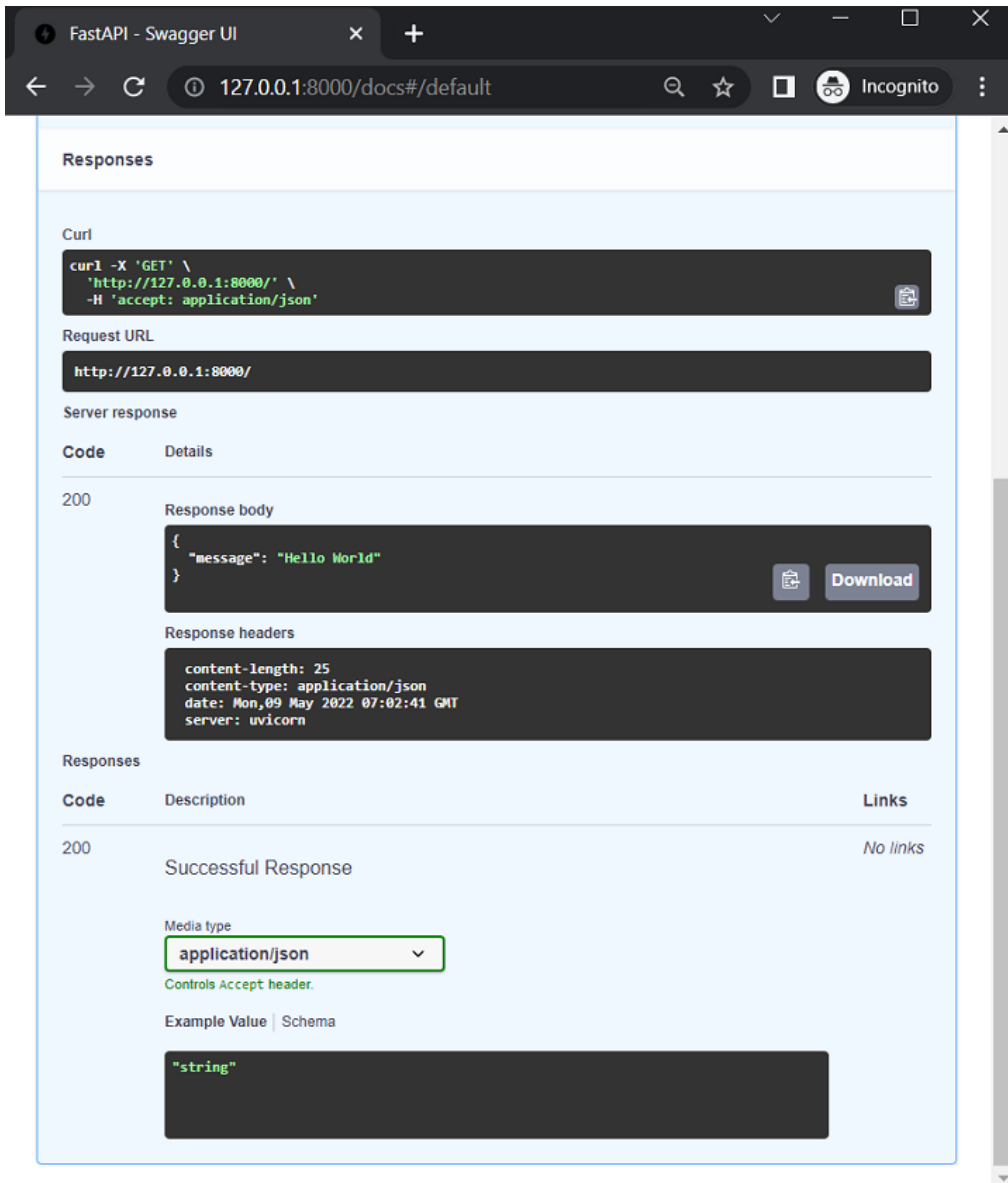 FastAPI - Swagger UI
127.0.0.1:8000/docs#/default
Incognito
Responses
Curl
curl -X 'GET' \
'http://127.0.0.1:8000/' \
-H 'accept: application/json'
Request URL
http://127.0.0.1:8000/
Server response
Code Details
200
Response body
{
"message": "Hello World"
}
Download
Response headers
content-length: 25
content-type: application/json
date: Mon,09 May 2022 07:02:41 GMT
server: uvicorn
Responses
Code Description Links
200 No links
Successful Response
Media type
application/json
Controls Accept header.
Example Value Schema
"string"